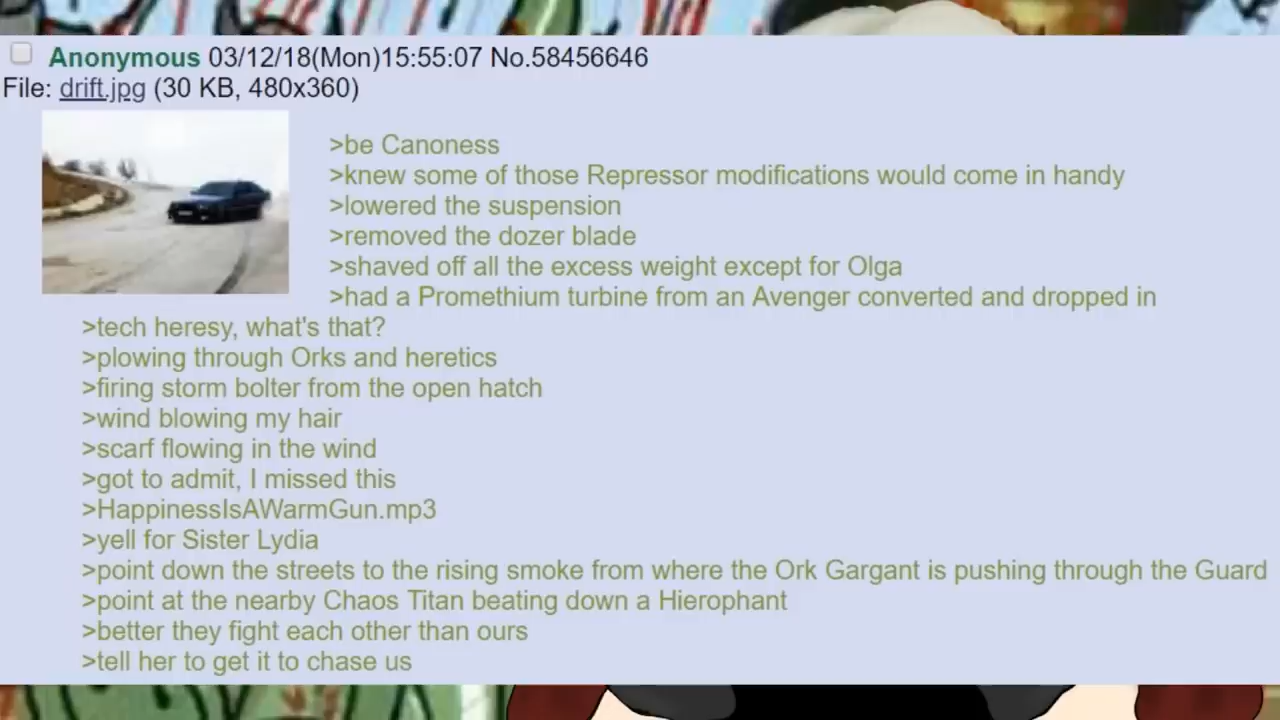 Anonymous 03/12/18(Mon)15:55:07 No.58456646
File: drift.jpg (30 KB, 480x360)
>be Canoness
>knew some of those Repressor modifications would come in handy
>lowered the suspension
>removed the dozer blade
>shaved off all the excess weight except for Olga
>had a Promethium turbine from an Avenger converted and dropped in
>tech heresy, what's that?
>plowing through Orks and heretics
>firing storm bolter from the open hatch
>wind blowing my hair
>scarf flowing in the wind
>got to admit, I missed this
>HappinessIsAWarmGun.mp3
>yell for Sister Lydia
>point down the streets to the rising smoke from where the Ork Gargant is pushing through the Guard
>point at the nearby Chaos Titan beating down a Hierophant
>better they fight each other than ours
>tell her to get it to chase us